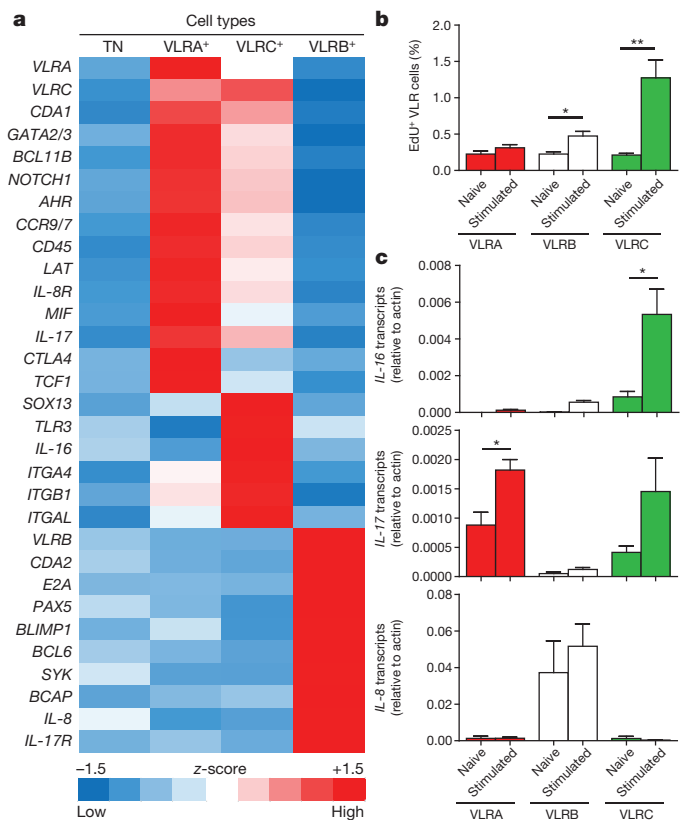 a
Cell types
TN VLRA⁺ VLRC⁺ VLRB⁺
VLRA
VLRC
CDA1
GATA2/3
BCL11B
NOTCH1
AHR
CCR9/7
CD45
LAT
IL-8R
MIF
IL-17
CTLA4
TCF1
SOX13
TLR3
IL-16
ITGA4
ITGB1
ITGAL
VLRB
CDA2
E2A
PAX5
BLIMP1
BCL6
SYK
BCAP
IL-8
IL-17R
–1.5 z-score +1.5
Low High
b
EdU⁺ VLR cells (%)
2.0
1.5
1.0
0.5
0
*
**
Naive Stimulated Naive Stimulated Naive Stimulated
VLRA VLRB VLRC
c
IL-16 transcripts
(relative to actin)
0.008
0.006
0.004
0.002
0.000
*
IL-17 transcripts
(relative to actin)
0.0025
0.0020
0.0015
0.0010
0.0005
0.0000
*
IL-8 transcripts
(relative to actin)
0.08
0.06
0.04
0.02
0.00
Naive Stimulated Naive Stimulated Naive Stimulated
VLRA VLRB VLRC